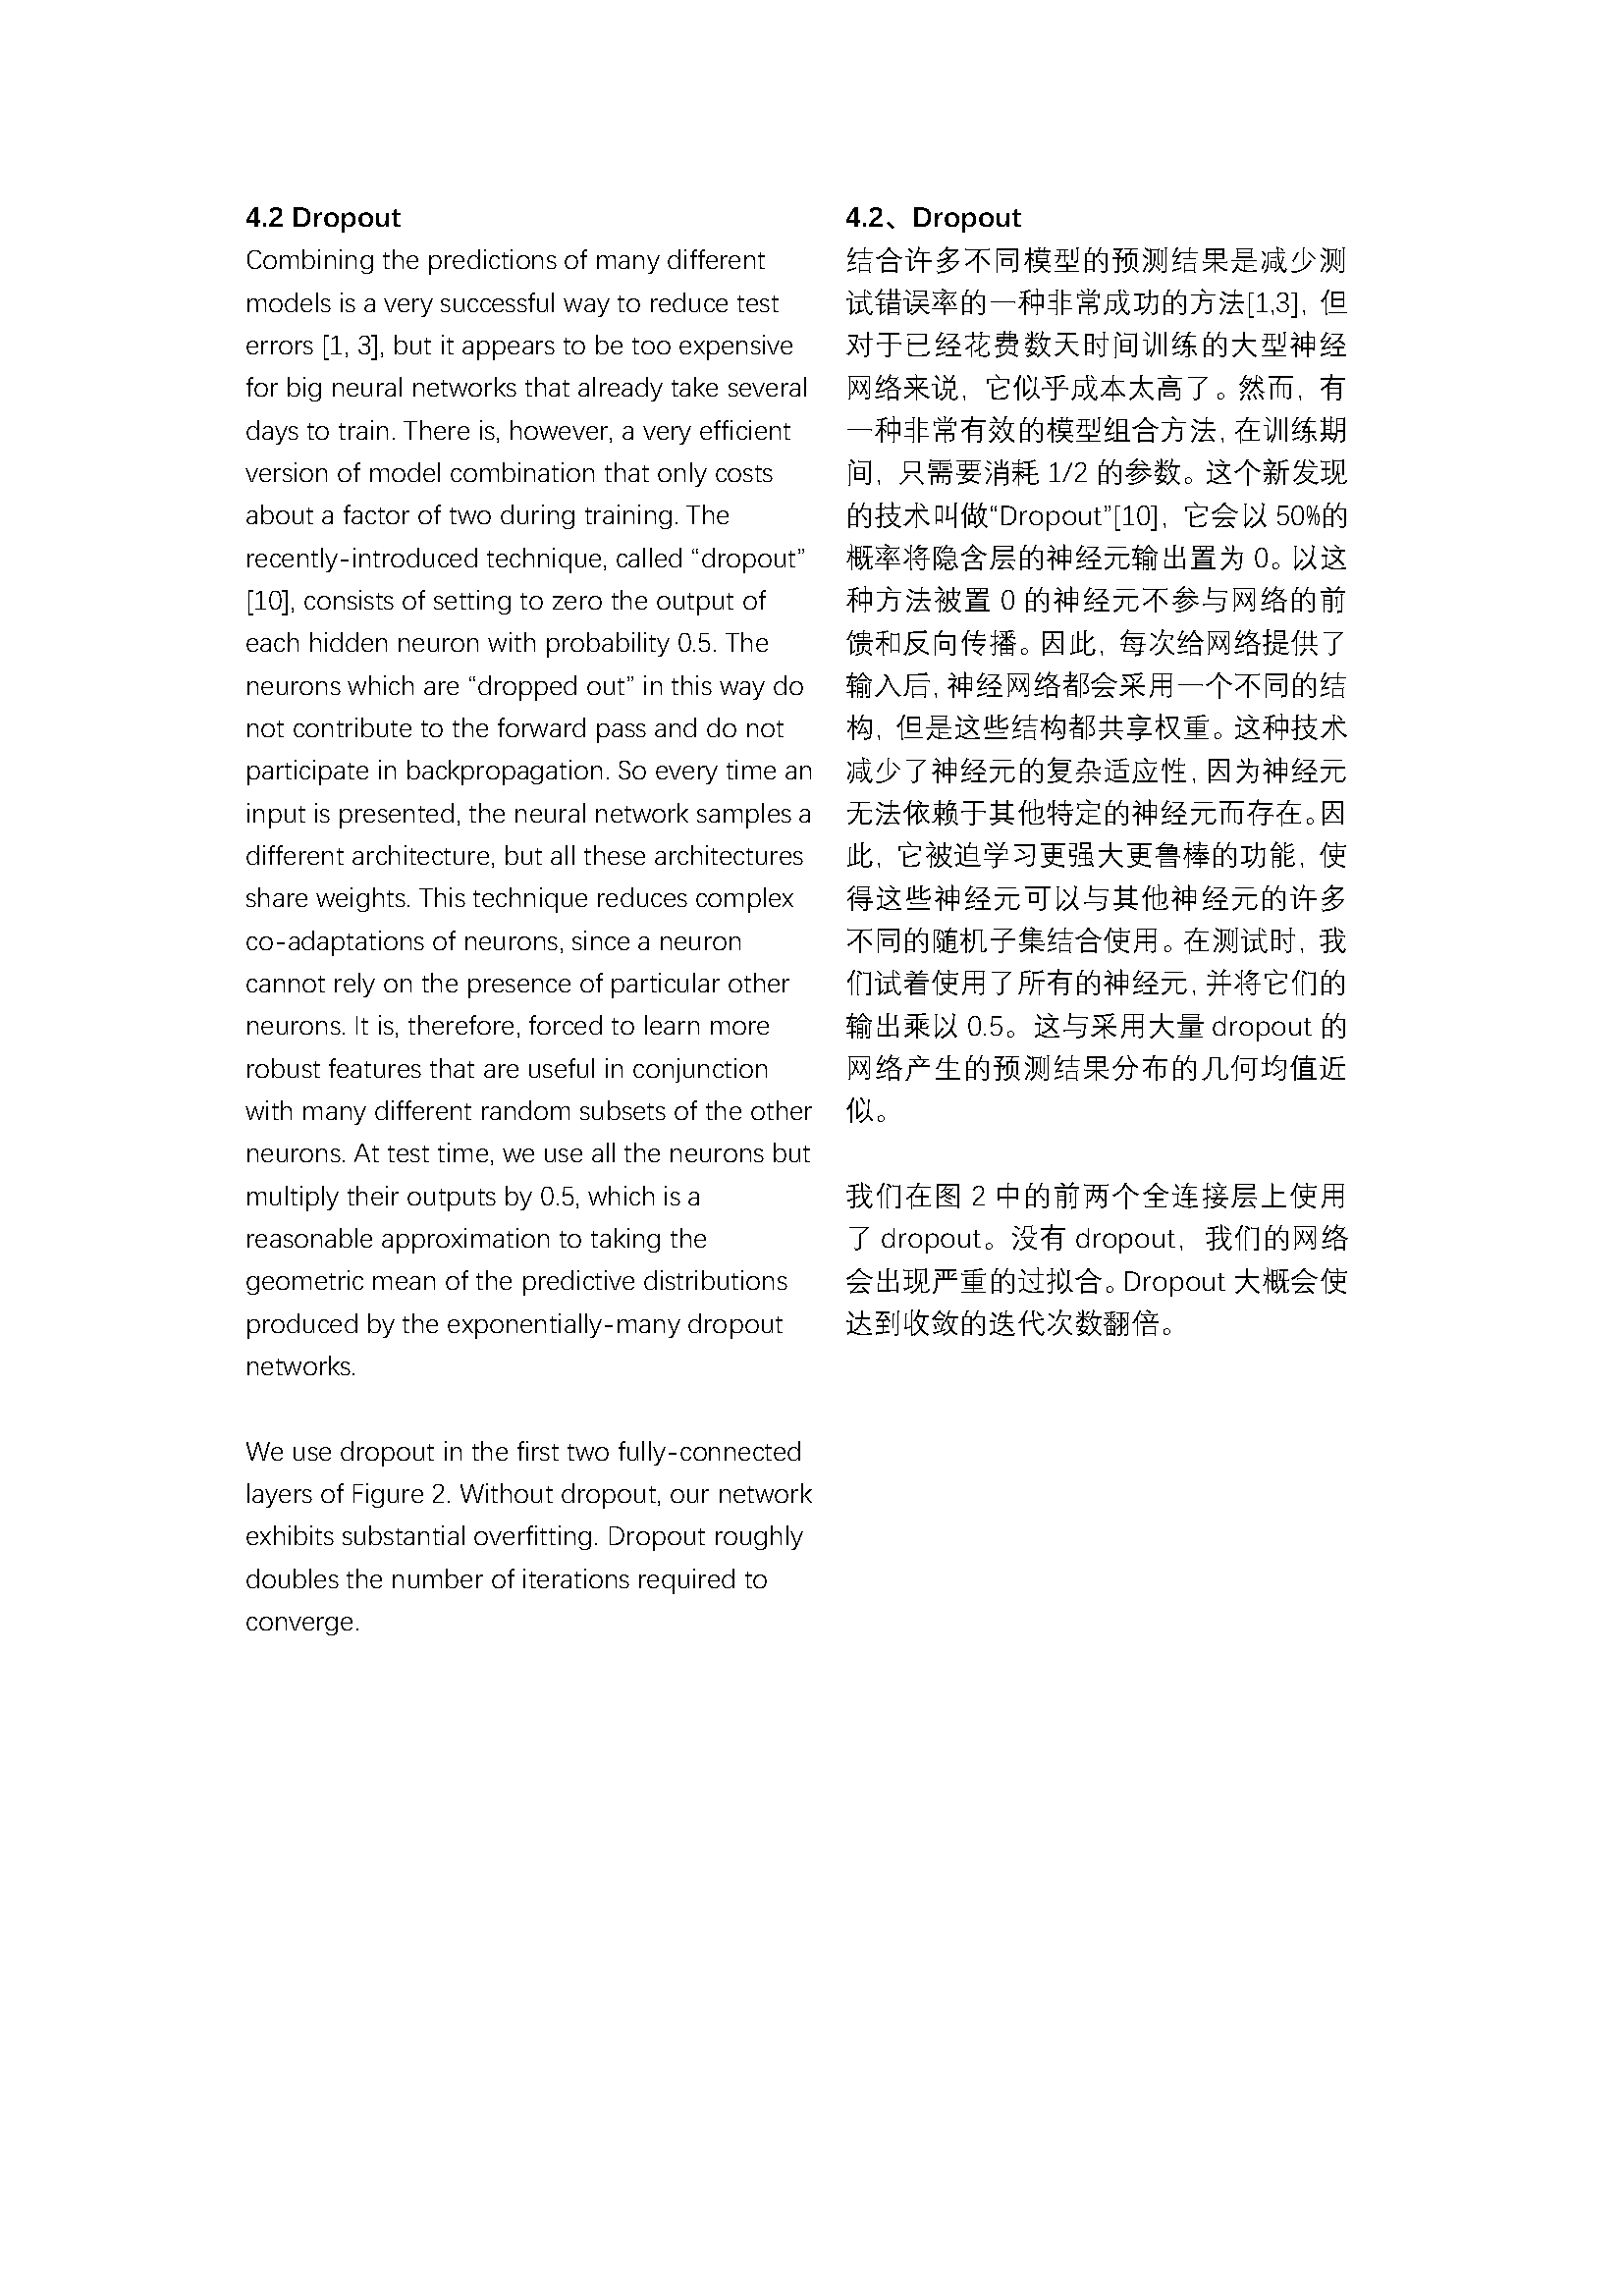 4.2 Dropout
Combining the predictions of many different
models is a very successful way to reduce test
errors [1, 3], but it appears to be too expensive
for big neural networks that already take several
days to train. There is, however, a very efficient
version of model combination that only costs
about a factor of two during training. The
recently-introduced technique, called “dropout”
[10], consists of setting to zero the output of
each hidden neuron with probability 0.5. The
neurons which are “dropped out” in this way do
not contribute to the forward pass and do not
participate in backpropagation. So every time an
input is presented, the neural network samples a
different architecture, but all these architectures
share weights. This technique reduces complex
co-adaptations of neurons, since a neuron
cannot rely on the presence of particular other
neurons. It is, therefore, forced to learn more
robust features that are useful in conjunction
with many different random subsets of the other
neurons. At test time, we use all the neurons but
multiply their outputs by 0.5, which is a
reasonable approximation to taking the
geometric mean of the predictive distributions
produced by the exponentially-many dropout
networks.
We use dropout in the first two fully-connected
layers of Figure 2. Without dropout, our network
exhibits substantial overfitting. Dropout roughly
doubles the number of iterations required to
converge.
4.2、Dropout
结合许多不同模型的预测结果是减少测
试错误率的一种非常成功的方法[1,3]，但
对于已经花费数天时间训练的大型神经
网络来说，它似乎成本太高了。然而，有
一种非常有效的模型组合方法，在训练期
间，只需要消耗 1/2 的参数。这个新发现
的技术叫做“Dropout”[10]，它会以 50%的
概率将隐含层的神经元输出置为 0。以这
种方法被置 0 的神经元不参与网络的前
馈和反向传播。因此，每次给网络提供了
输入后，神经网络都会采用一个不同的结
构，但是这些结构都共享权重。这种技术
减少了神经元的复杂适应性，因为神经元
无法依赖于其他特定的神经元而存在。因
此，它被迫学习更强大更鲁棒的功能，使
得这些神经元可以与其他神经元的许多
不同的随机子集结合使用。在测试时，我
们试着使用了所有的神经元，并将它们的
输出乘以 0.5。这与采用大量 dropout 的
网络产生的预测结果分布的几何均值近
似。
我们在图 2 中的前两个全连接层上使用
了 dropout。没有 dropout，我们的网络
会出现严重的过拟合。Dropout 大概会使
达到收敛的迭代次数翻倍。